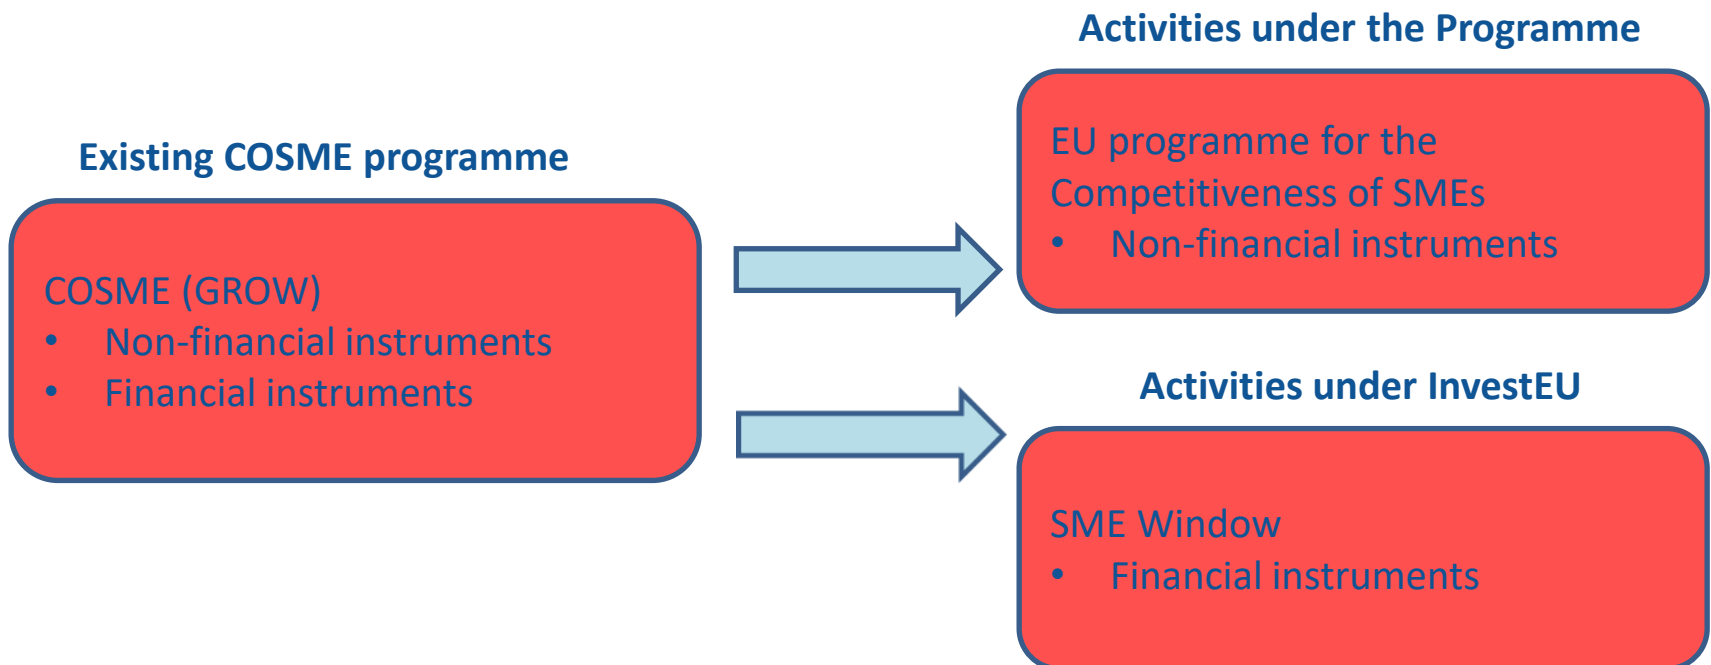 Existing COSME programme
COSME (GROW)
• Non-financial instruments
• Financial instruments
Activities under the Programme
EU programme for the
Competitiveness of SMEs
• Non-financial instruments
Activities under InvestEU
SME Window
• Financial instruments